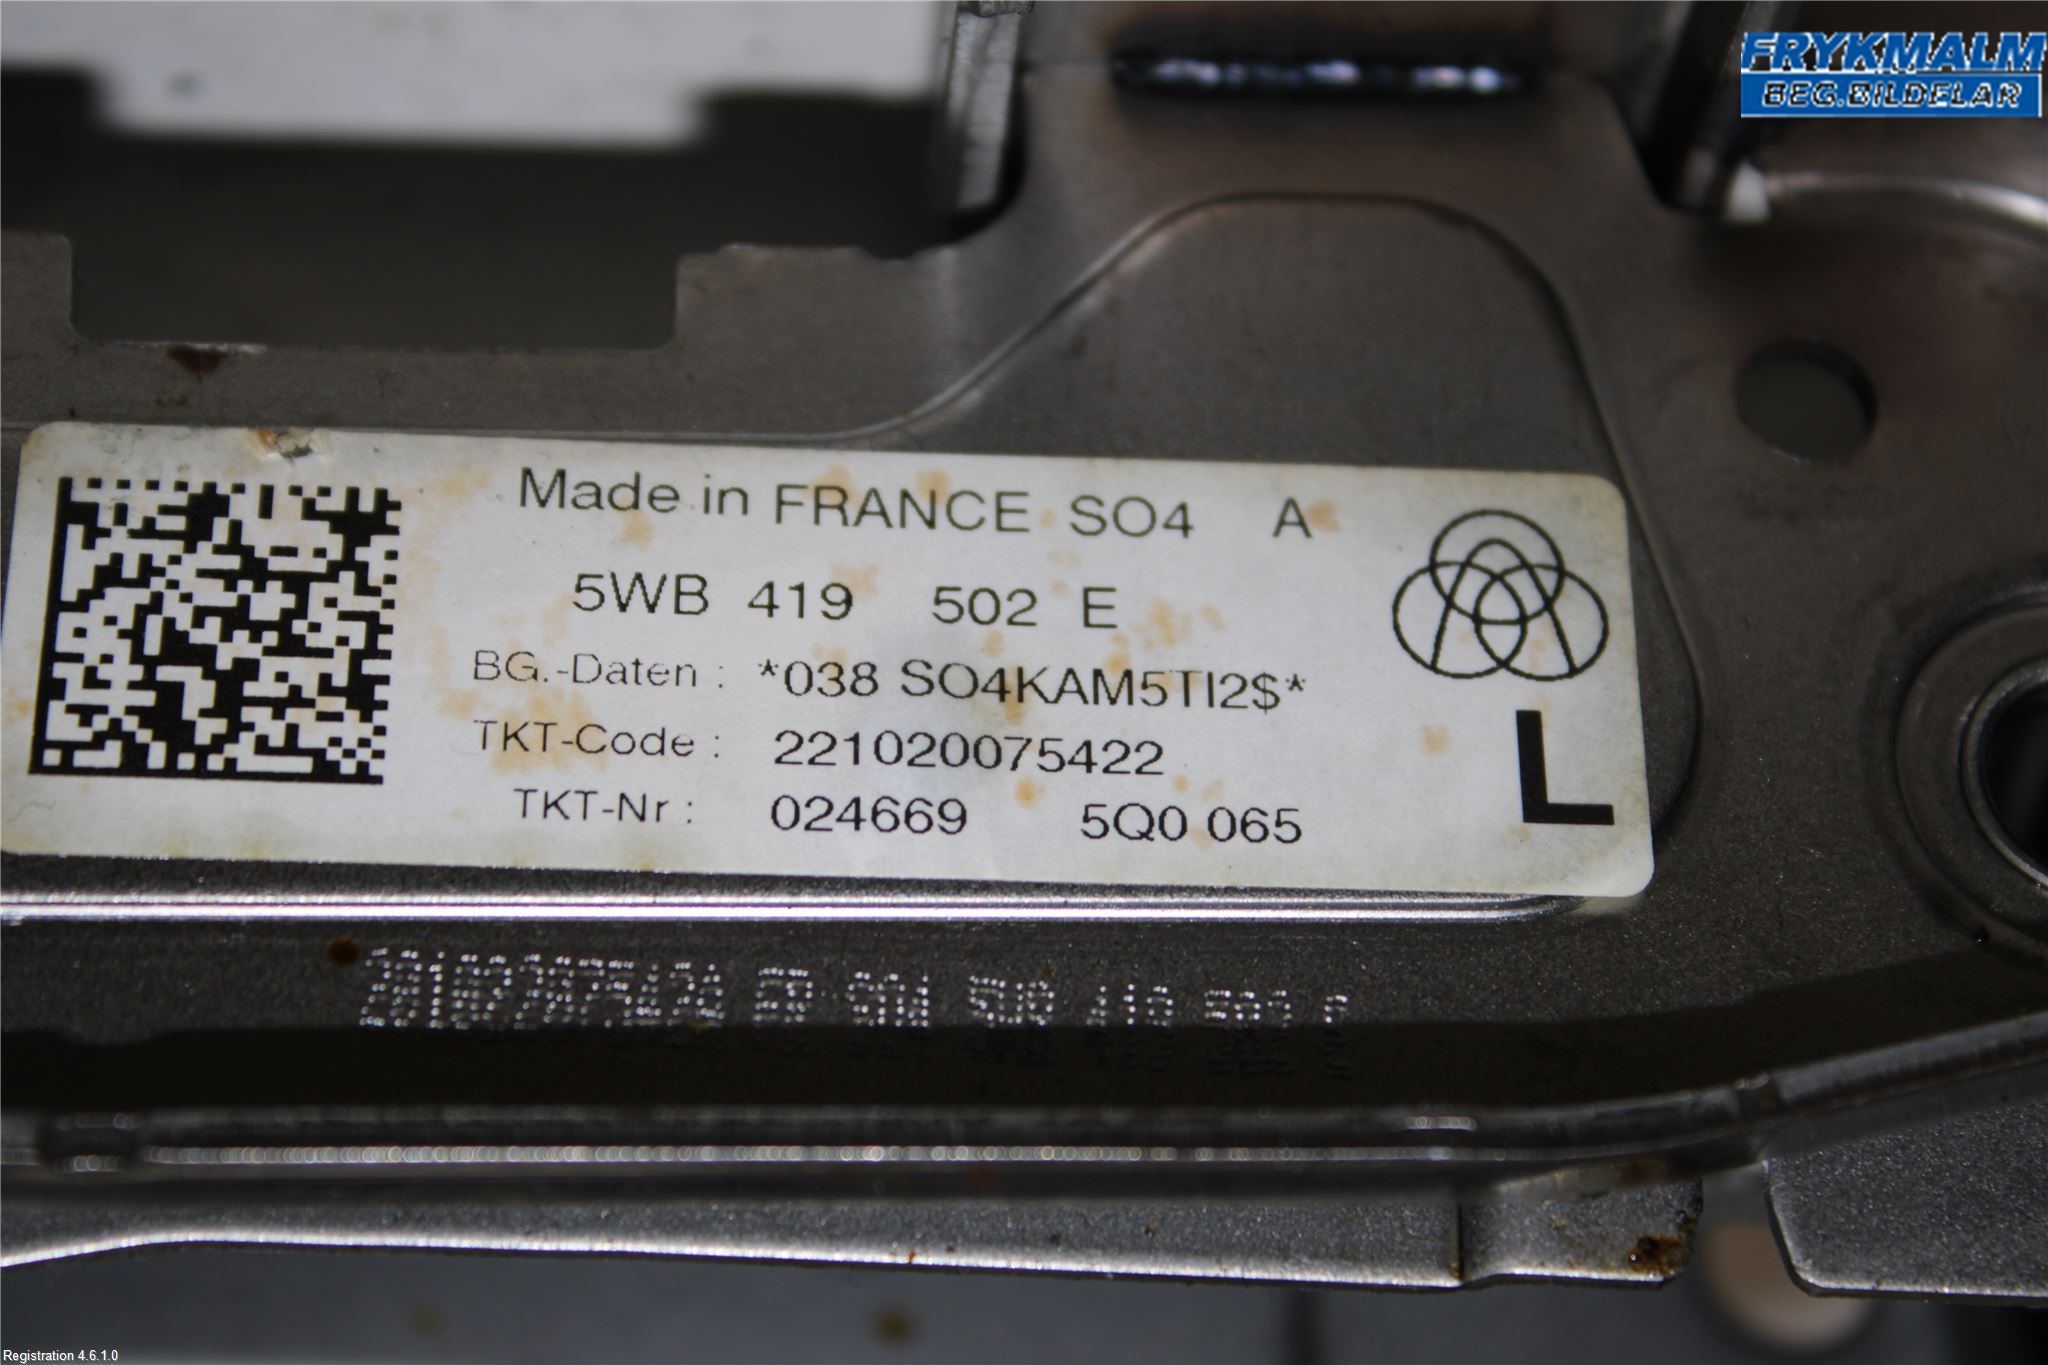 FRYKMALM
BEG.BILDELAR
Made in FRANCE SO4 A
5WB 419 502 E
BG.-Daten : *038 SO4KAM5TI2$*
TKT-Code : 221020075422
TKT-Nr : 024669 5Q0 065
L
Registration 4.6.1.0